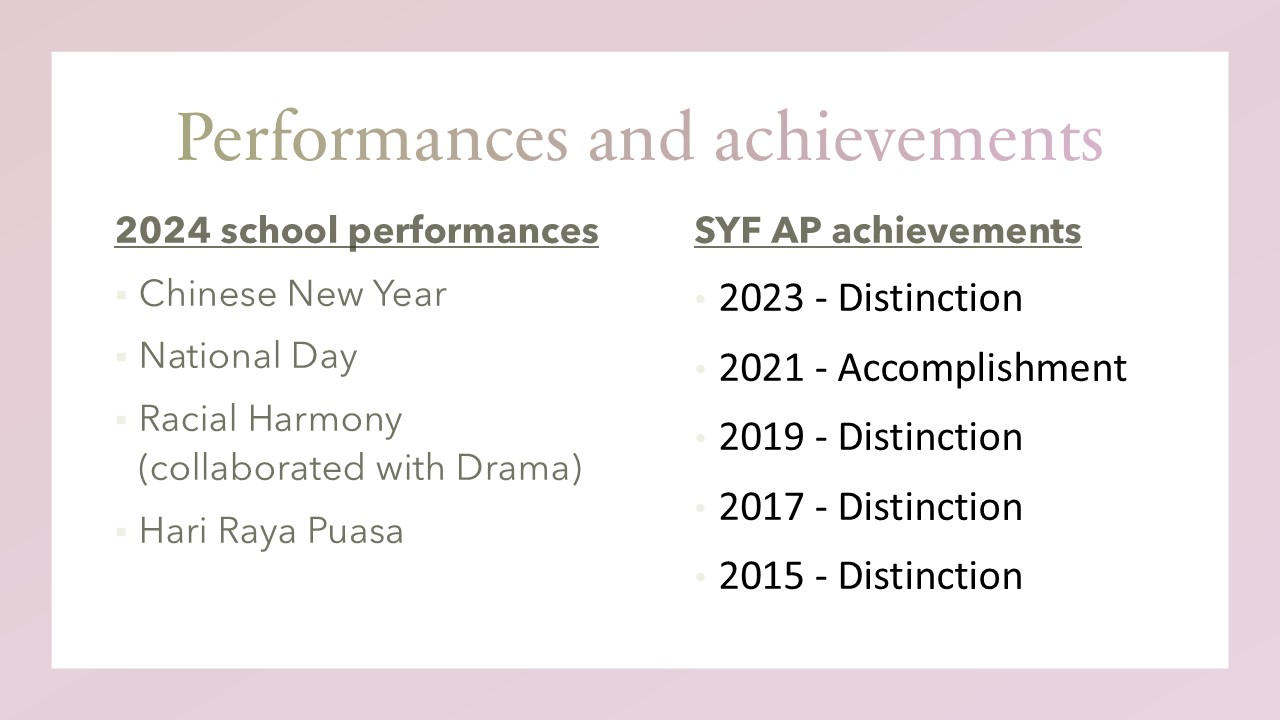 Performances and achievements
2024 school performances
Chinese New Year
National Day
Racial Harmony
(collaborated with Drama)
Hari Raya Puasa
SYF AP achievements
2023 - Distinction
2021 - Accomplishment
2019 - Distinction
2017 - Distinction
2015 - Distinction